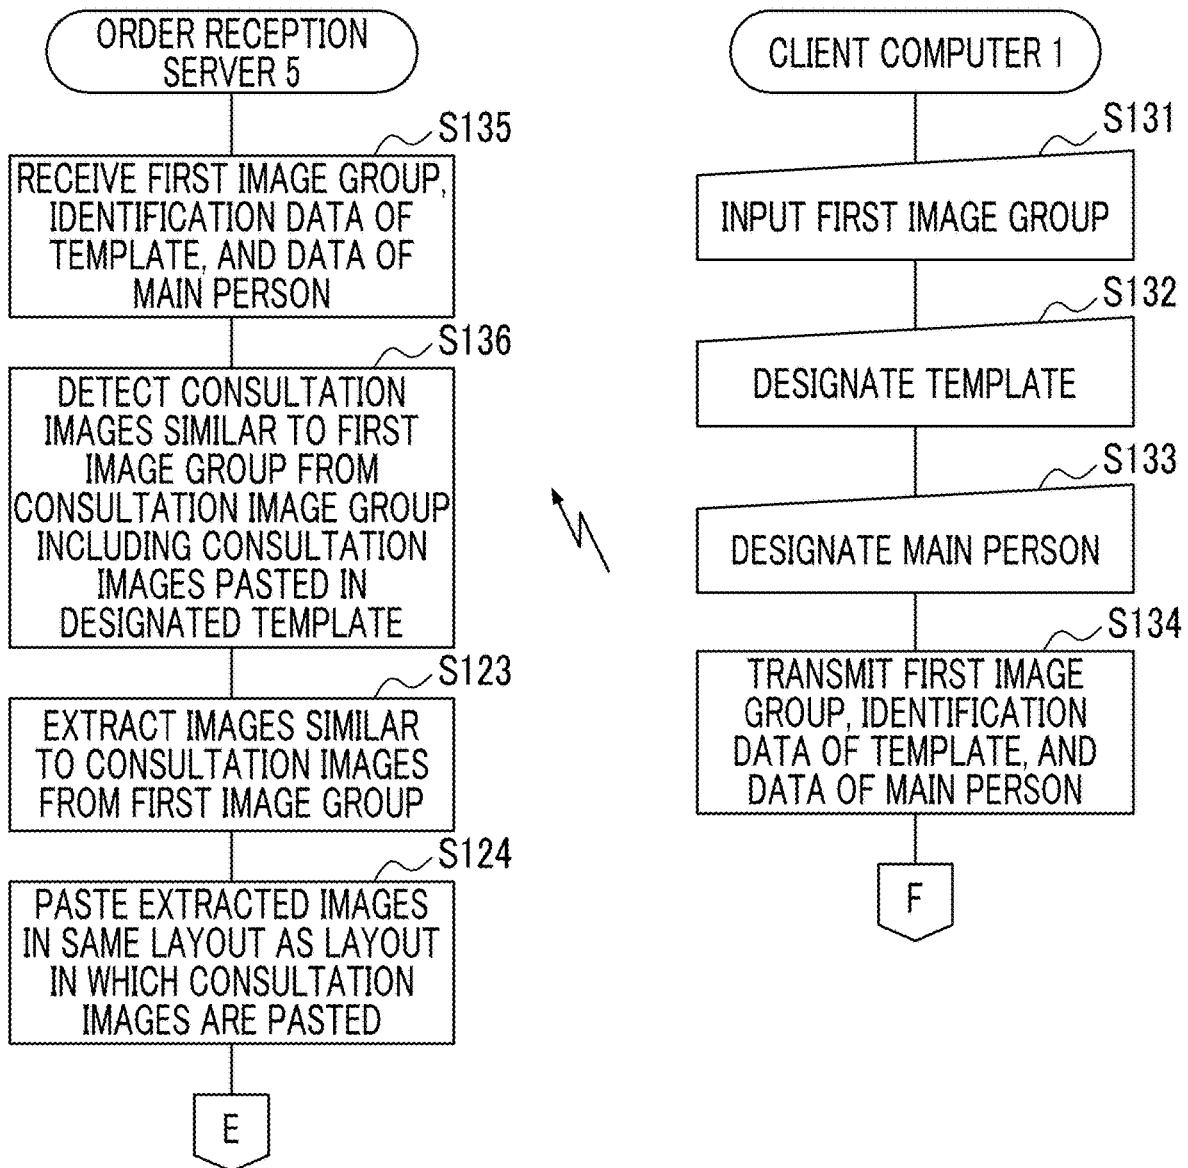 ORDER RECEPTION
SERVER 5
S135
RECEIVE FIRST IMAGE GROUP,
IDENTIFICATION DATA OF
TEMPLATE, AND DATA OF
MAIN PERSON
S136
DETECT CONSULTATION
IMAGES SIMILAR TO FIRST
IMAGE GROUP FROM
CONSULTATION IMAGE GROUP
INCLUDING CONSULTATION
IMAGES PASTED IN
DESIGNATED TEMPLATE
S123
EXTRACT IMAGES SIMILAR
TO CONSULTATION IMAGES
FROM FIRST IMAGE GROUP
S124
PASTE EXTRACTED IMAGES
IN SAME LAYOUT AS LAYOUT
IN WHICH CONSULTATION
IMAGES ARE PASTED
E
CLIENT COMPUTER 1
S131
INPUT FIRST IMAGE GROUP
S132
DESIGNATE TEMPLATE
S133
DESIGNATE MAIN PERSON
S134
TRANSMIT FIRST IMAGE
GROUP, IDENTIFICATION
DATA OF TEMPLATE, AND
DATA OF MAIN PERSON
F